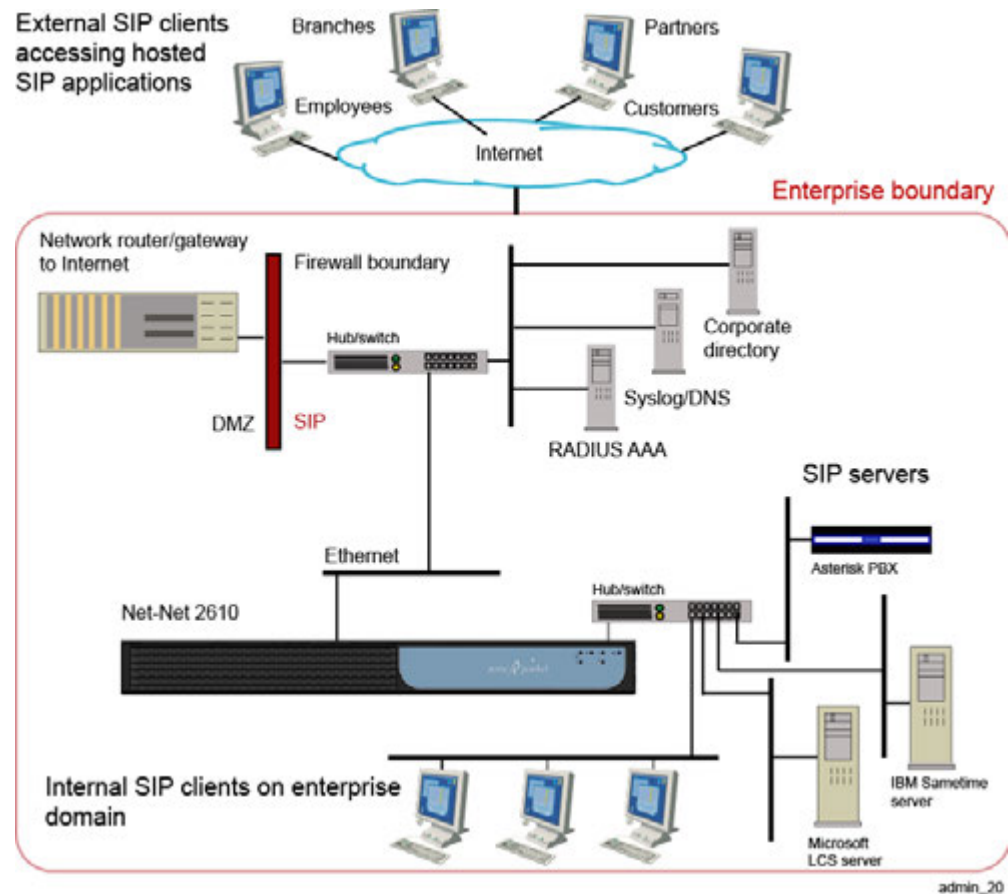 External SIP clients
accessing hosted
SIP applications
Branches
Partners
Employees
Customers
Internet
Enterprise boundary
Network router/gateway
to Internet
Firewall boundary
Hub/switch
Corporate
directory
Syslog/DNS
DMZ
SIP
RADIUS AAA
SIP servers
Ethernet
Asterisk PBX
Hub/switch
Net-Net 2610
Internal SIP clients on enterprise
domain
IBM Sametime
server
Microsoft
LCS server
admin_20